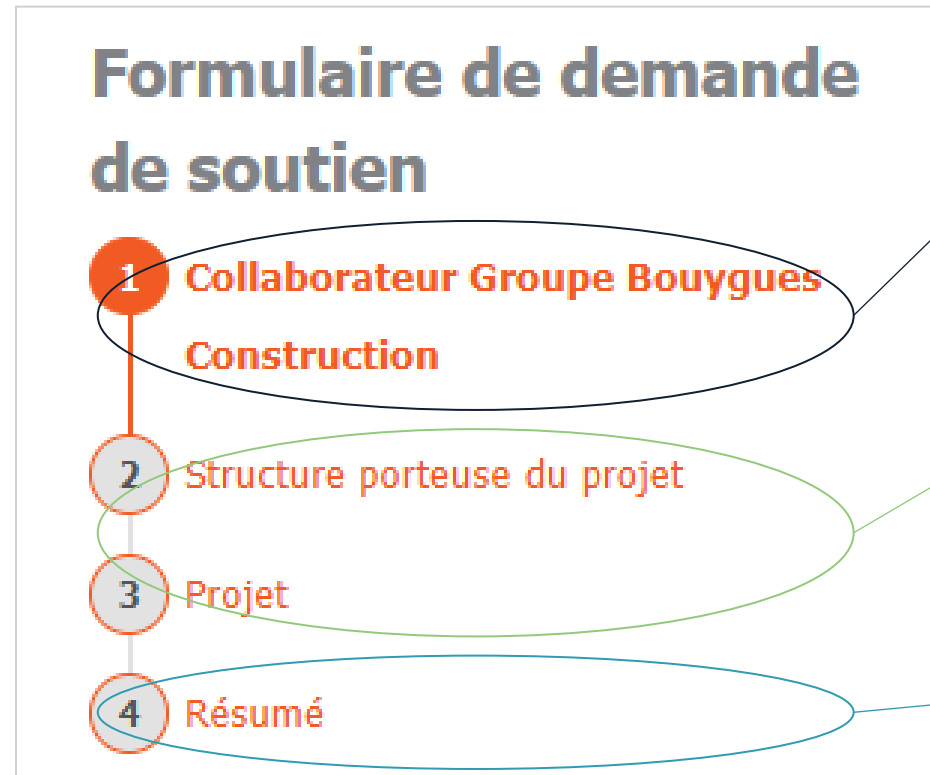 Formulaire de demande
de soutien
1 Collaborateur Groupe Bouygues
Construction
2 Structure porteuse du projet
3 Projet
4 Résumé